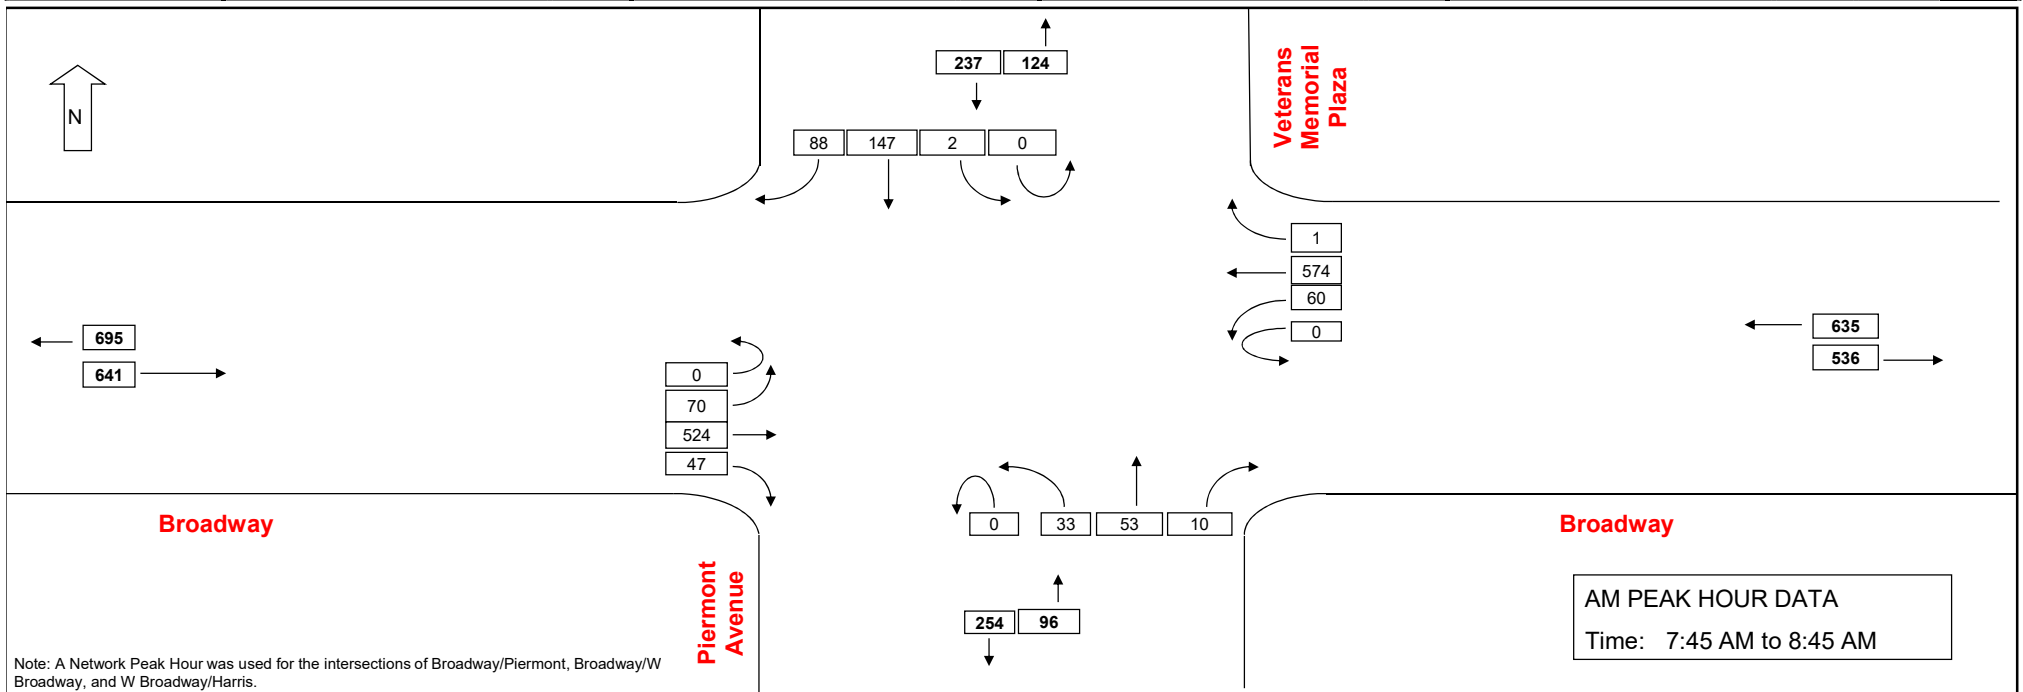 237 124
N
Veterans
Memorial
Plaza
88 147 2 0
1
574
60
0
695
641
635
536
0
70
524
47
0 33 53 10
Broadway
Broadway
Piermont
Avenue
254 96
AM PEAK HOUR DATA
Time: 7:45 AM to 8:45 AM
Note: A Network Peak Hour was used for the intersections of Broadway/Piermont, Broadway/W
Broadway, and W Broadway/Harris.